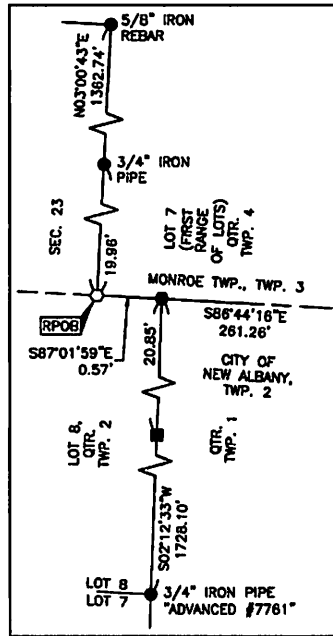 5/8" IRON
REBAR
N03°00'43"E
1362.74'
3/4" IRON
PIPE
SEC. 23
19.96'
LOT 7
(FIRST
RANGE
OF LOTS)
QTR.
TWP. 4
MONROE TWP., TWP. 3
RPOB
S87°01'59"E
0.57'
S86°44'16"E
261.26'
20.85'
CITY OF
NEW ALBANY,
TWP. 2
LOT 8,
QTR.
TWP. 2
QTR.
TWP. 1
S02°12'33"W
1728.10'
LOT 8
LOT 7
3/4" IRON PIPE
"ADVANCED #7761"